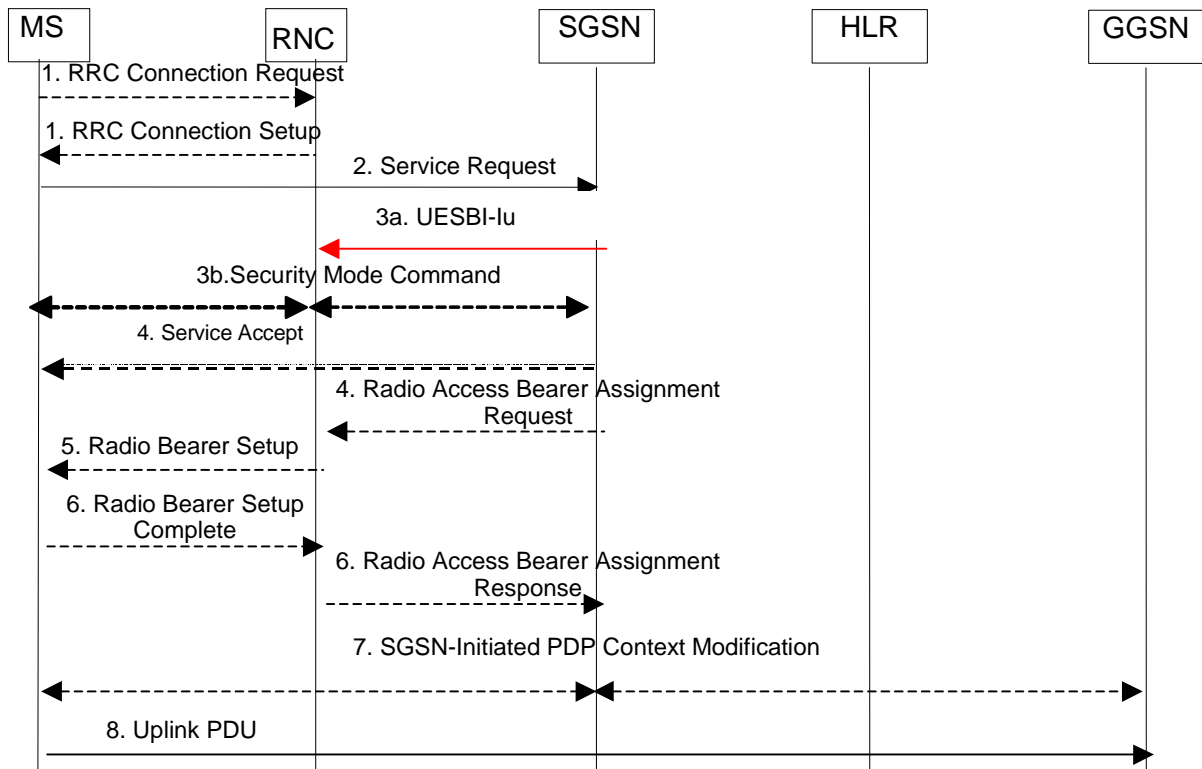 MS
RNC
SGSN
HLR
GGSN
1. RRC Connection Request
1. RRC Connection Setup
2. Service Request
3a. UESBI-Iu
3b.Security Mode Command
4. Service Accept
4. Radio Access Bearer Assignment
Request
5. Radio Bearer Setup
6. Radio Bearer Setup
Complete
6. Radio Access Bearer Assignment
Response
7. SGSN-Initiated PDP Context Modification
8. Uplink PDU